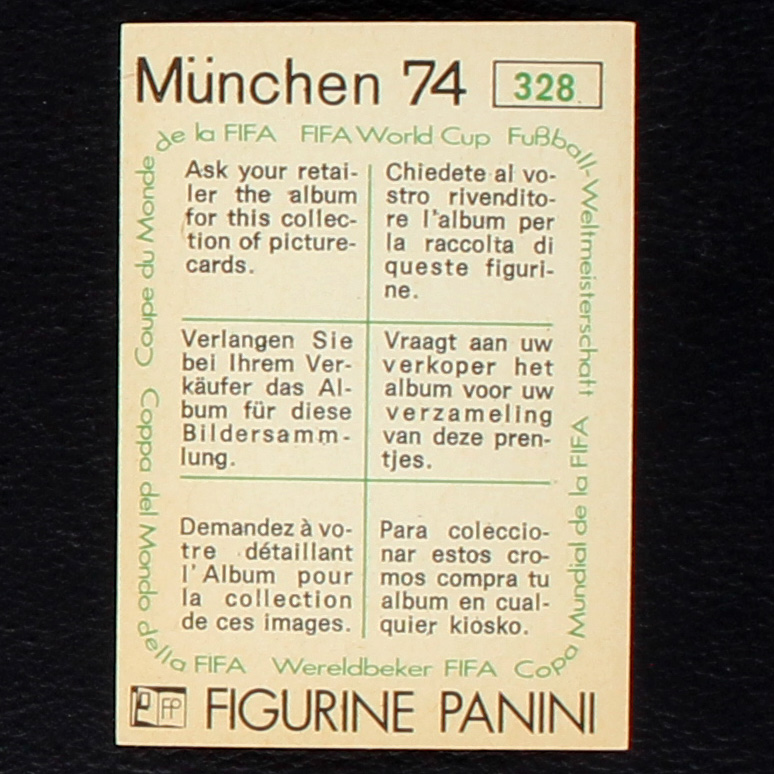 München 74 328
de la FIFA FIFA World Cup Fußball-Weltmeisterschaft
Ask your retai-
ler the album
for this collec-
tion of picture-
cards.
Chiedete al vo-
stro rivendito-
re l'album per
la raccolta di
queste figuri-
ne.
Verlangen Sie
bei Ihrem Ver-
käufer das Al-
bum für diese
Bildersamm-
lung.
Vraagt aan uw
verkoper het
album voor uw
verzameling
van deze pren-
tjes.
Demandez à vo-
tre détaillant
l'Album pour
la collection
de ces images.
Para coleccio-
nar estos cro-
mos compra tu
album en cual-
quier kiosko.
Copa Mundial de la FIFA
Wereldbeker FIFA
Coppa del Mondo della FIFA
Coupe du Monde
FP FIGURINE PANINI